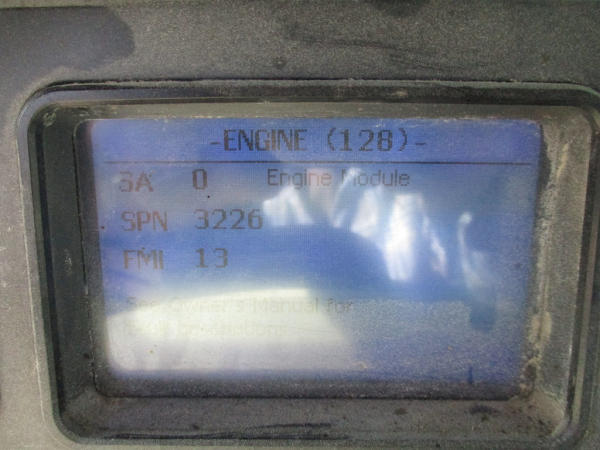 -ENGINE (128)-
SA 0 Engine Module
SPN 3226
FMI 13
See Owner's Manual for